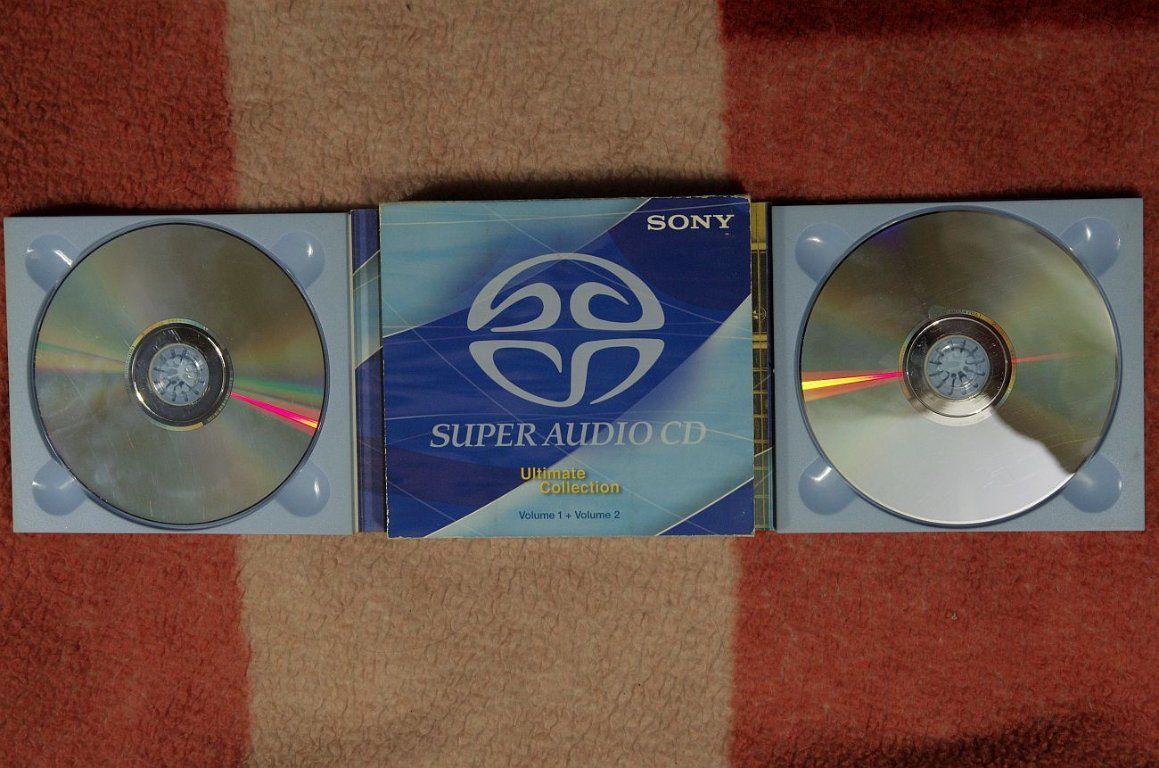 SONY
SUPER AUDIO CD
Ultimate
Collection
Volume 1 + Volume 2